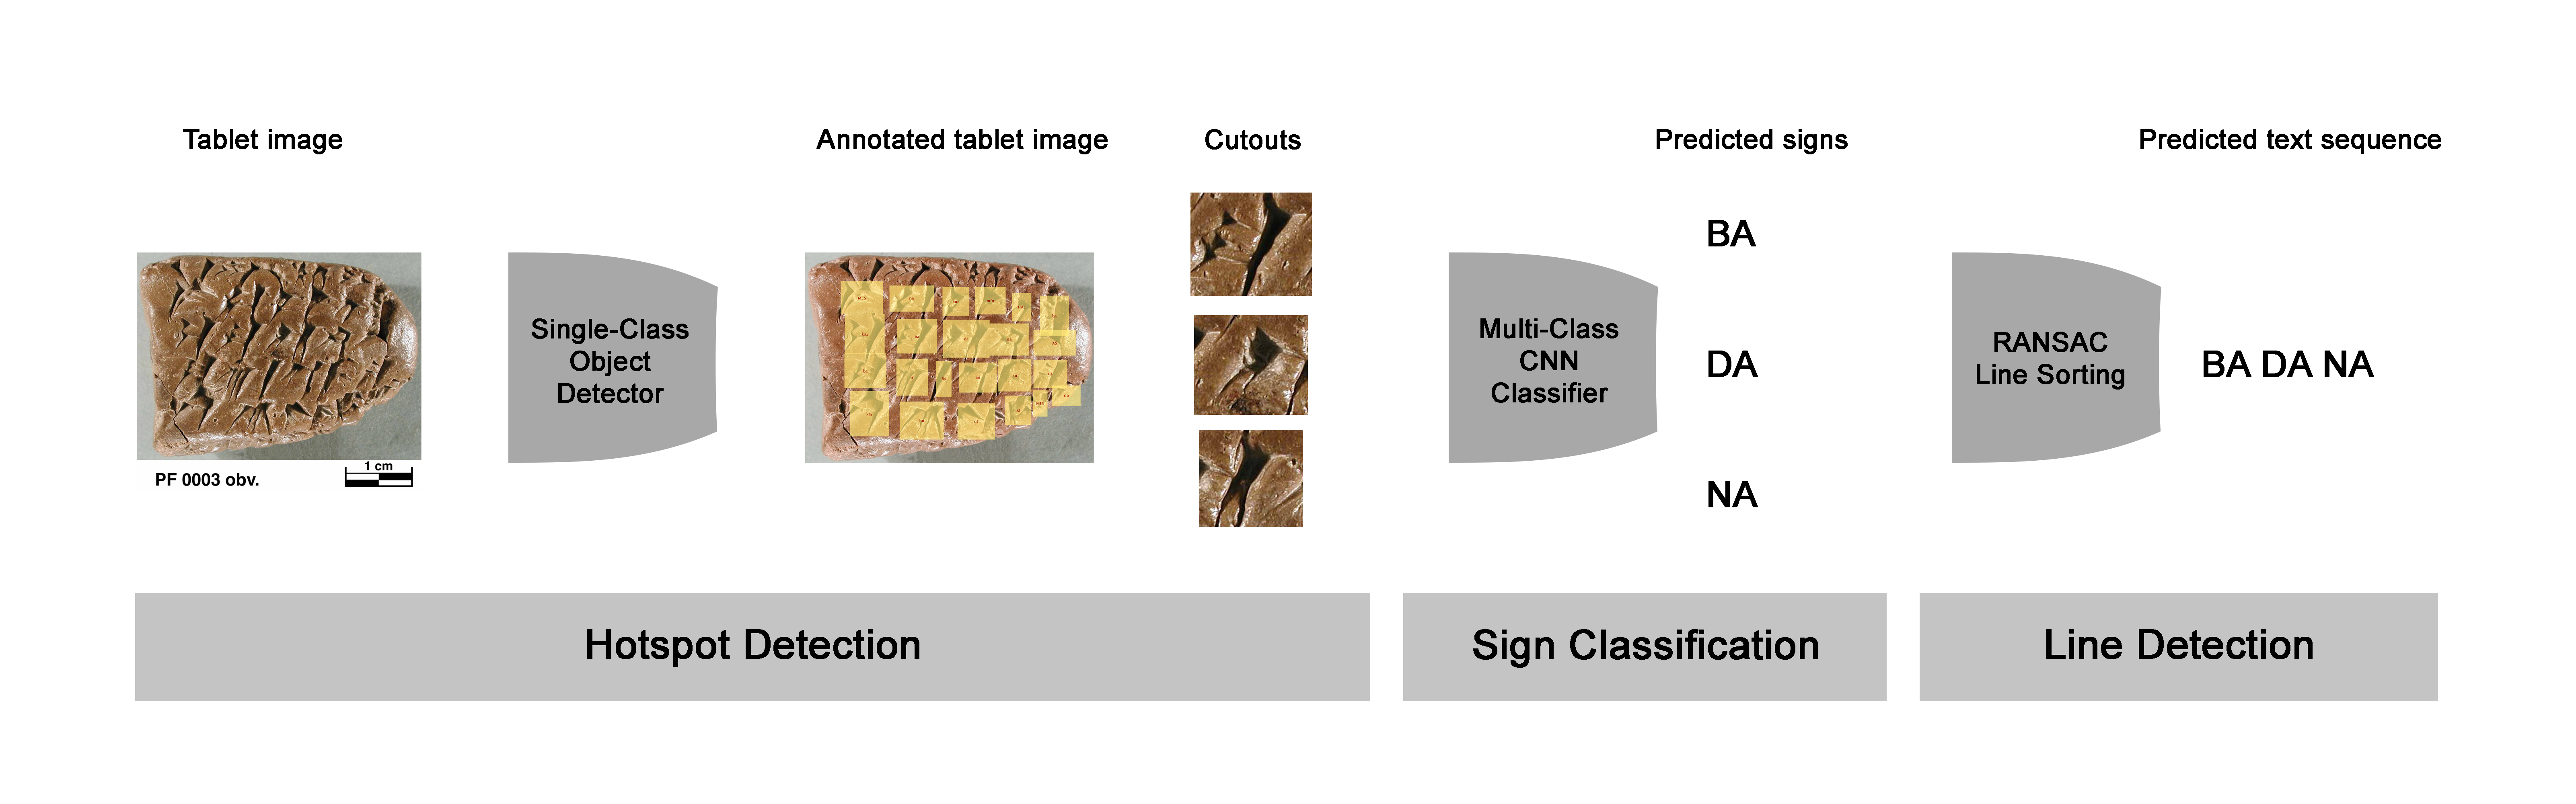 Tablet image
Annotated tablet image
Cutouts
Predicted signs
Predicted text sequence
BA
Single-Class
Object
Detector
Multi-Class
CNN
Classifier
DA
RANSAC
Line Sorting
BA DA NA
1 cm
PF 0003 obv.
NA
Hotspot Detection
Sign Classification
Line Detection